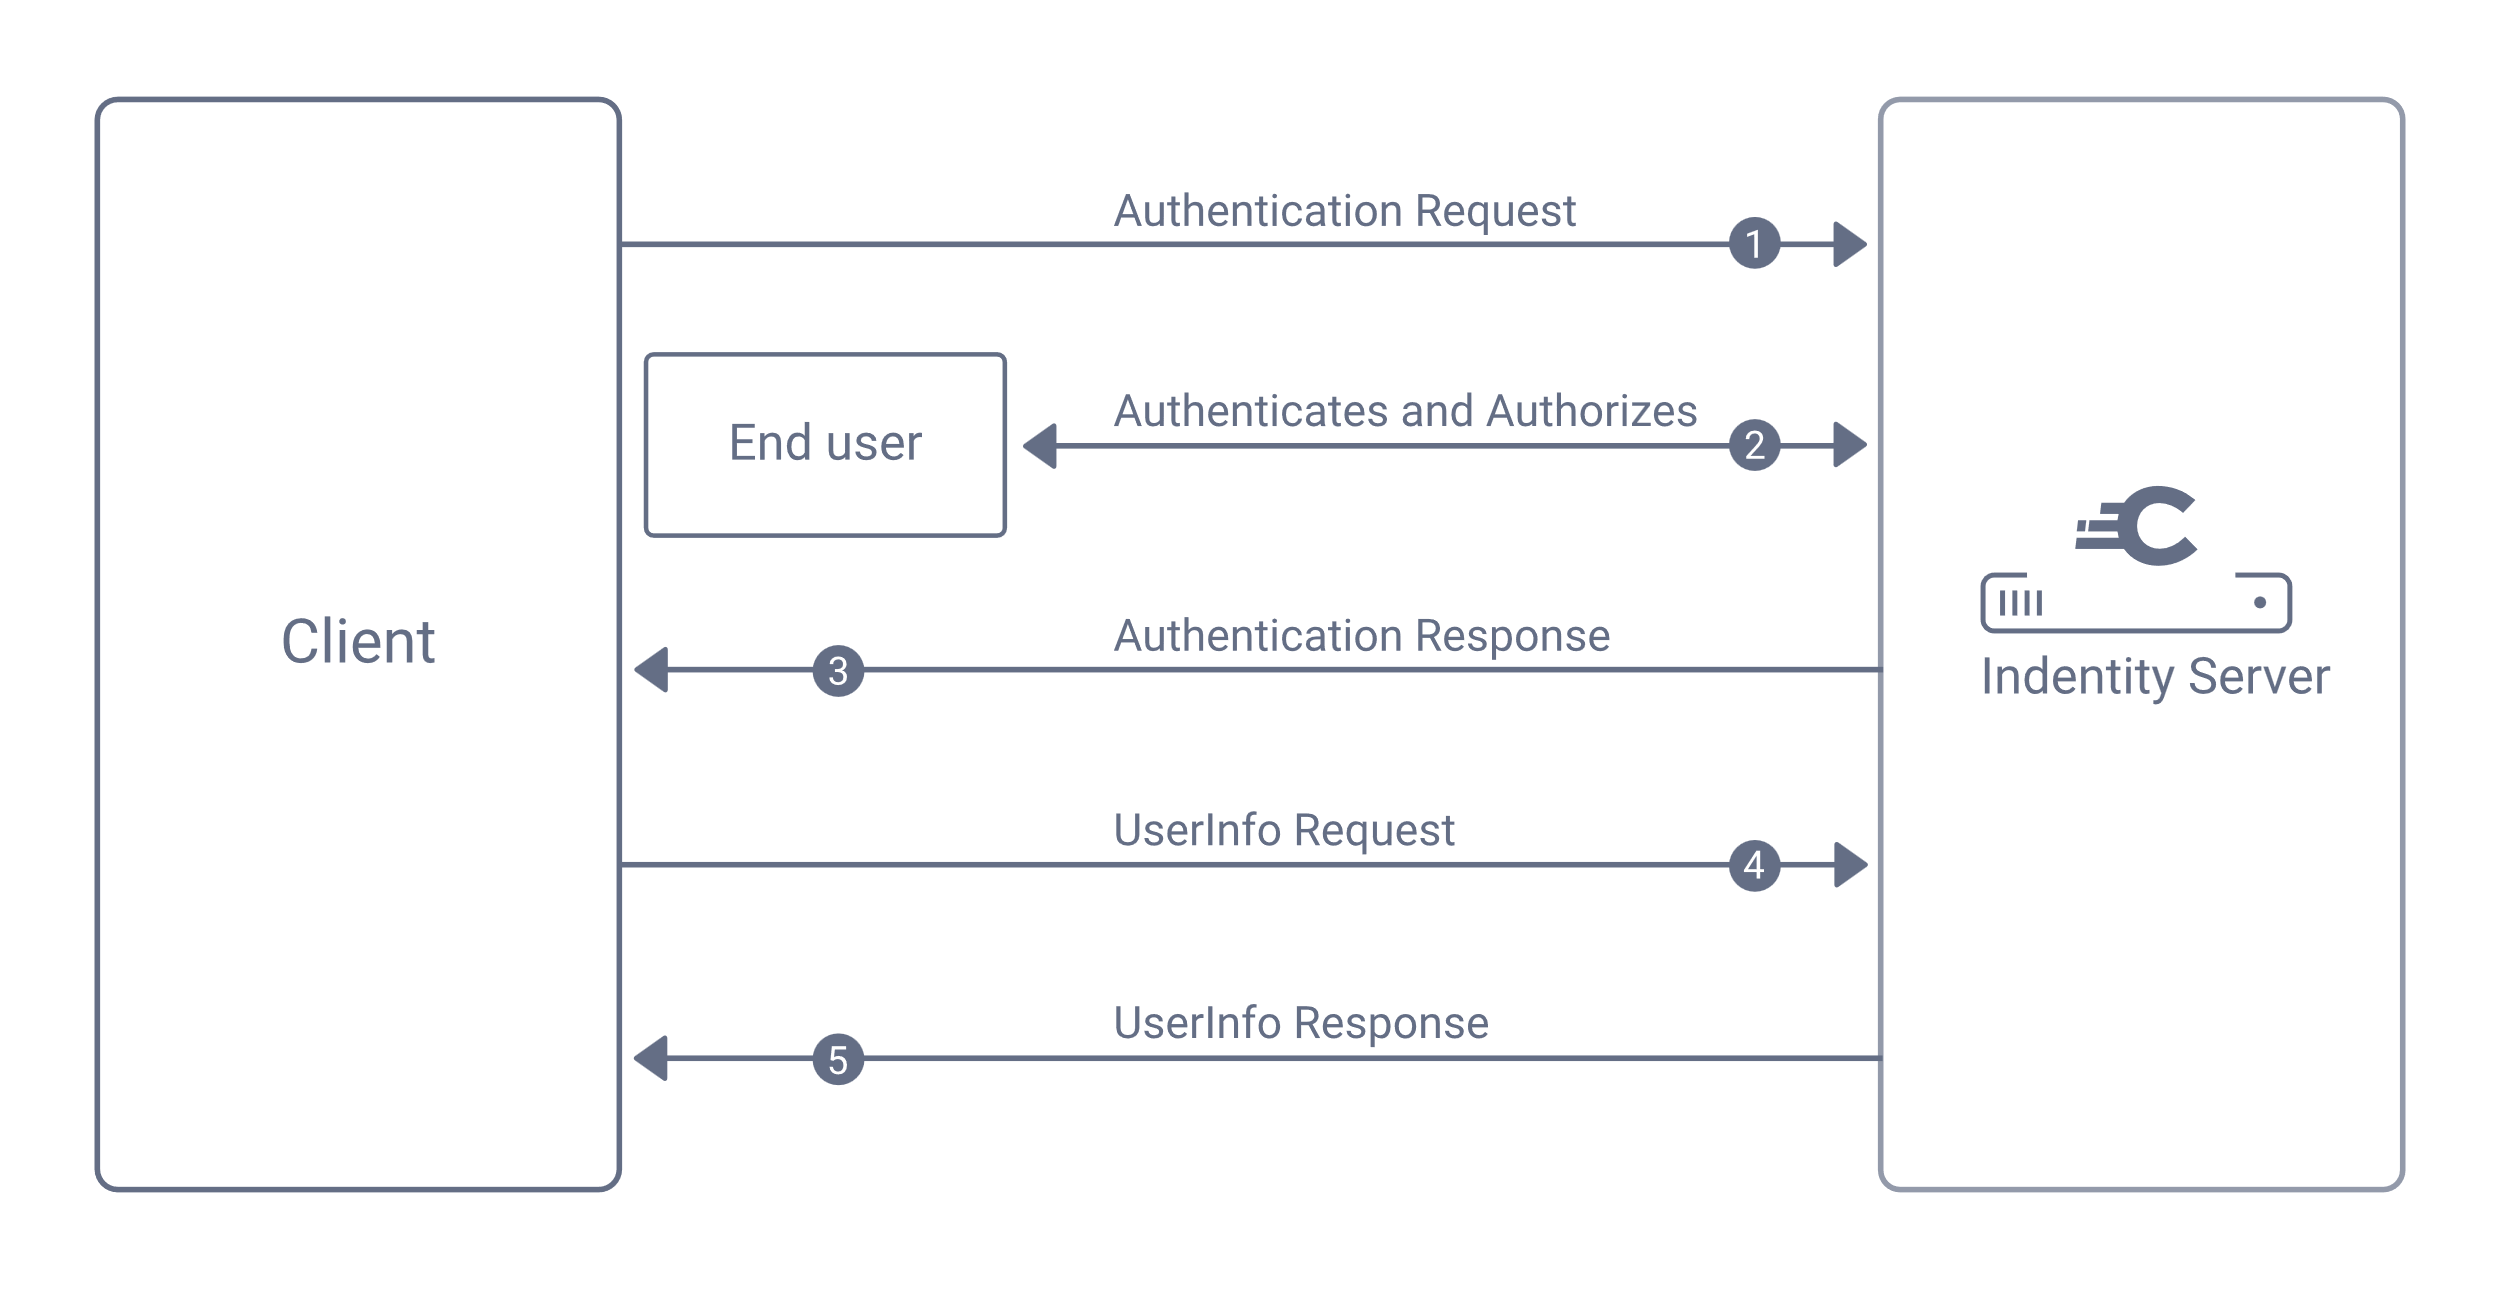 Authentication Request
1
Authenticates and Authorizes
End user
2
Authentication Response
Client
3
Indentity Server
UserInfo Request
4
UserInfo Response
5